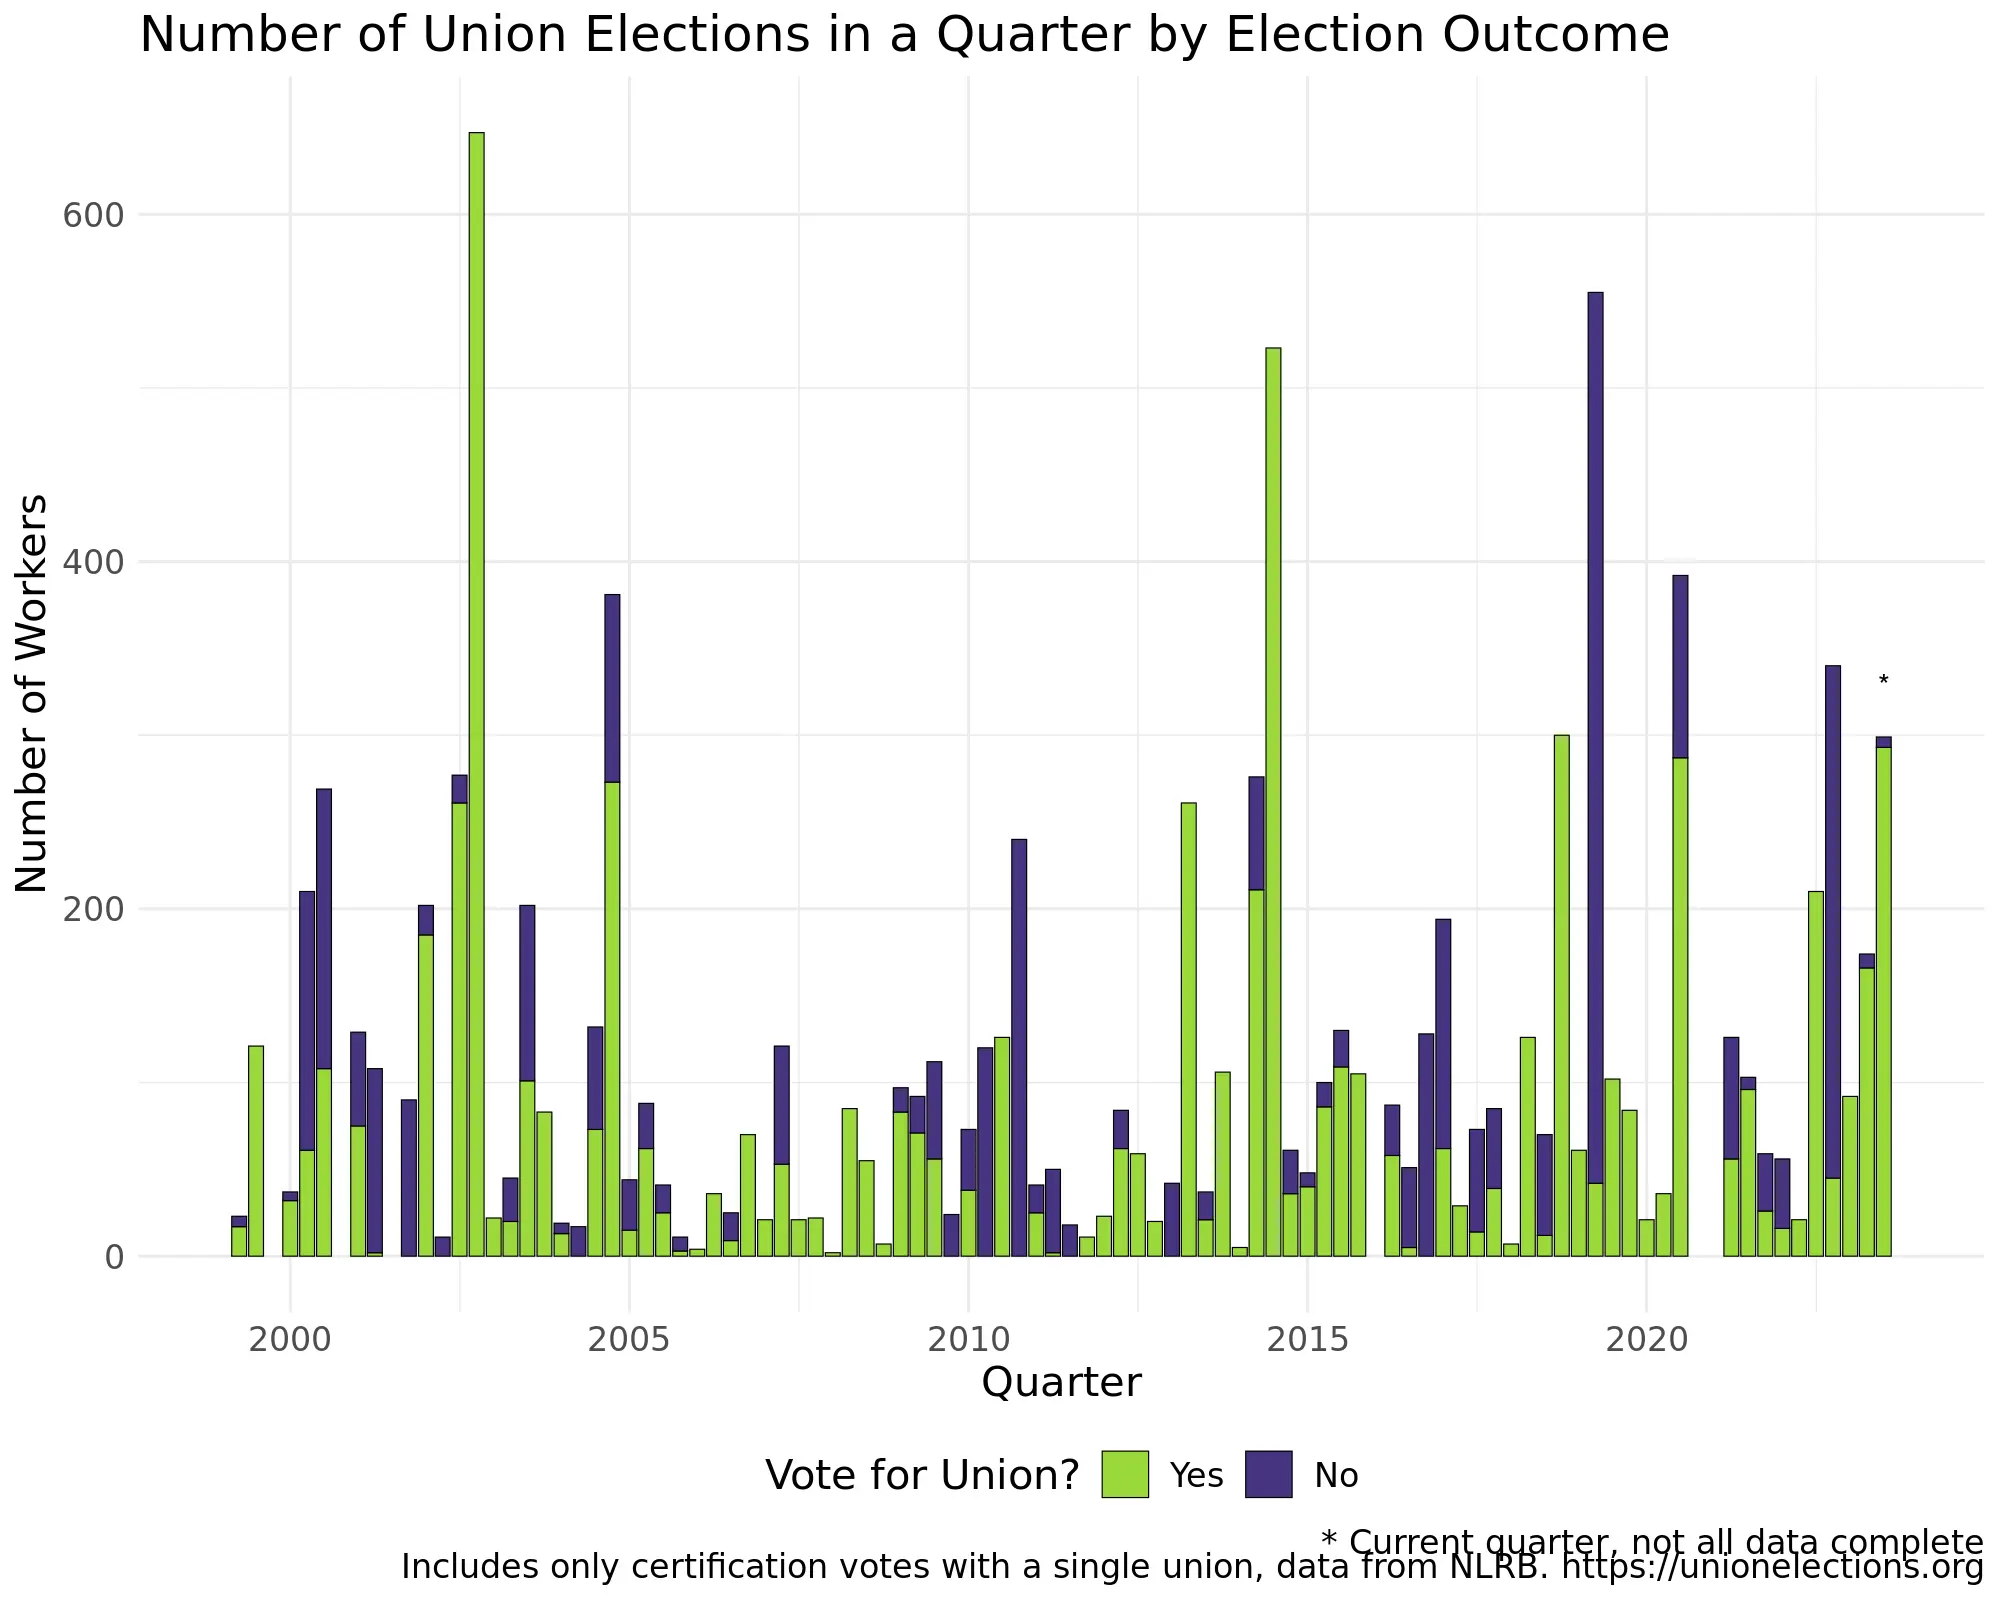 Number of Union Elections in a Quarter by Election Outcome
Number of Workers
600
400
200
0
*
2000 2005 2010 2015 2020
Quarter
Vote for Union? Yes No
* Current quarter, not all data complete
Includes only certification votes with a single union, data from NLRB. https://unionelections.org